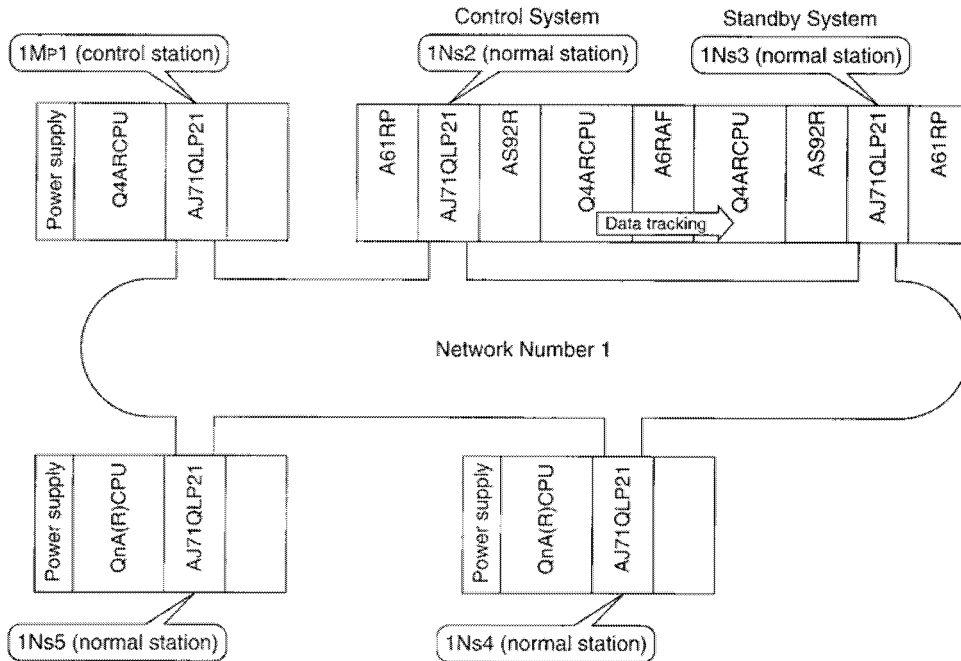 Control System
Standby System
1MP1 (control station)
1Ns2 (normal station)
1Ns3 (normal station)
Power supply
Q4ARCPU
AJ71QLP21
A61RP
AJ71QLP21
AS92R
Q4ARCPU
A6RAF
Q4ARCPU
AS92R
AJ71QLP21
A61RP
Data tracking
Network Number 1
Power supply
QnA(R)CPU
AJ71QLP21
Power supply
QnA(R)CPU
AJ71QLP21
1Ns5 (normal station)
1Ns4 (normal station)